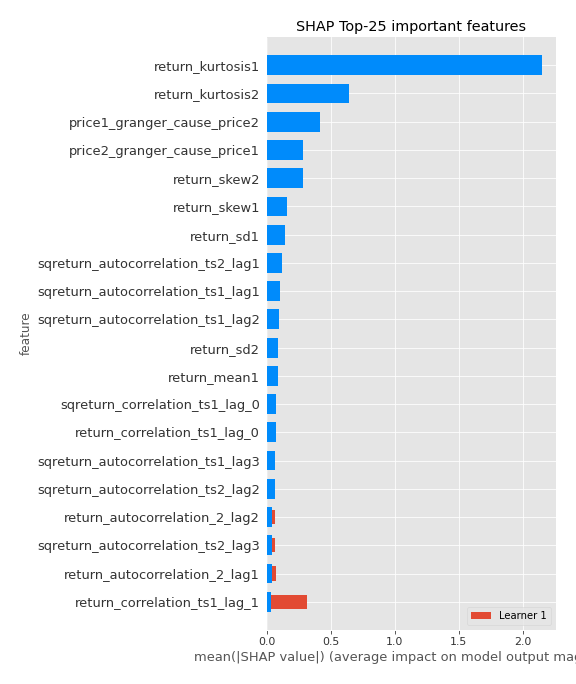 SHAP Top-25 important features
return_kurtosis1
return_kurtosis2
price1_granger_cause_price2
price2_granger_cause_price1
return_skew2
return_skew1
return_sd1
sqreturn_autocorrelation_ts2_lag1
sqreturn_autocorrelation_ts1_lag1
sqreturn_autocorrelation_ts1_lag2
return_sd2
return_mean1
sqreturn_correlation_ts1_lag_0
return_correlation_ts1_lag_0
sqreturn_autocorrelation_ts1_lag3
sqreturn_autocorrelation_ts2_lag2
return_autocorrelation_2_lag2
sqreturn_autocorrelation_ts2_lag3
return_autocorrelation_2_lag1
return_correlation_ts1_lag_1
feature
Learner 1
0.0 0.5 1.0 1.5 2.0
mean(|SHAP value|) (average impact on model output mag